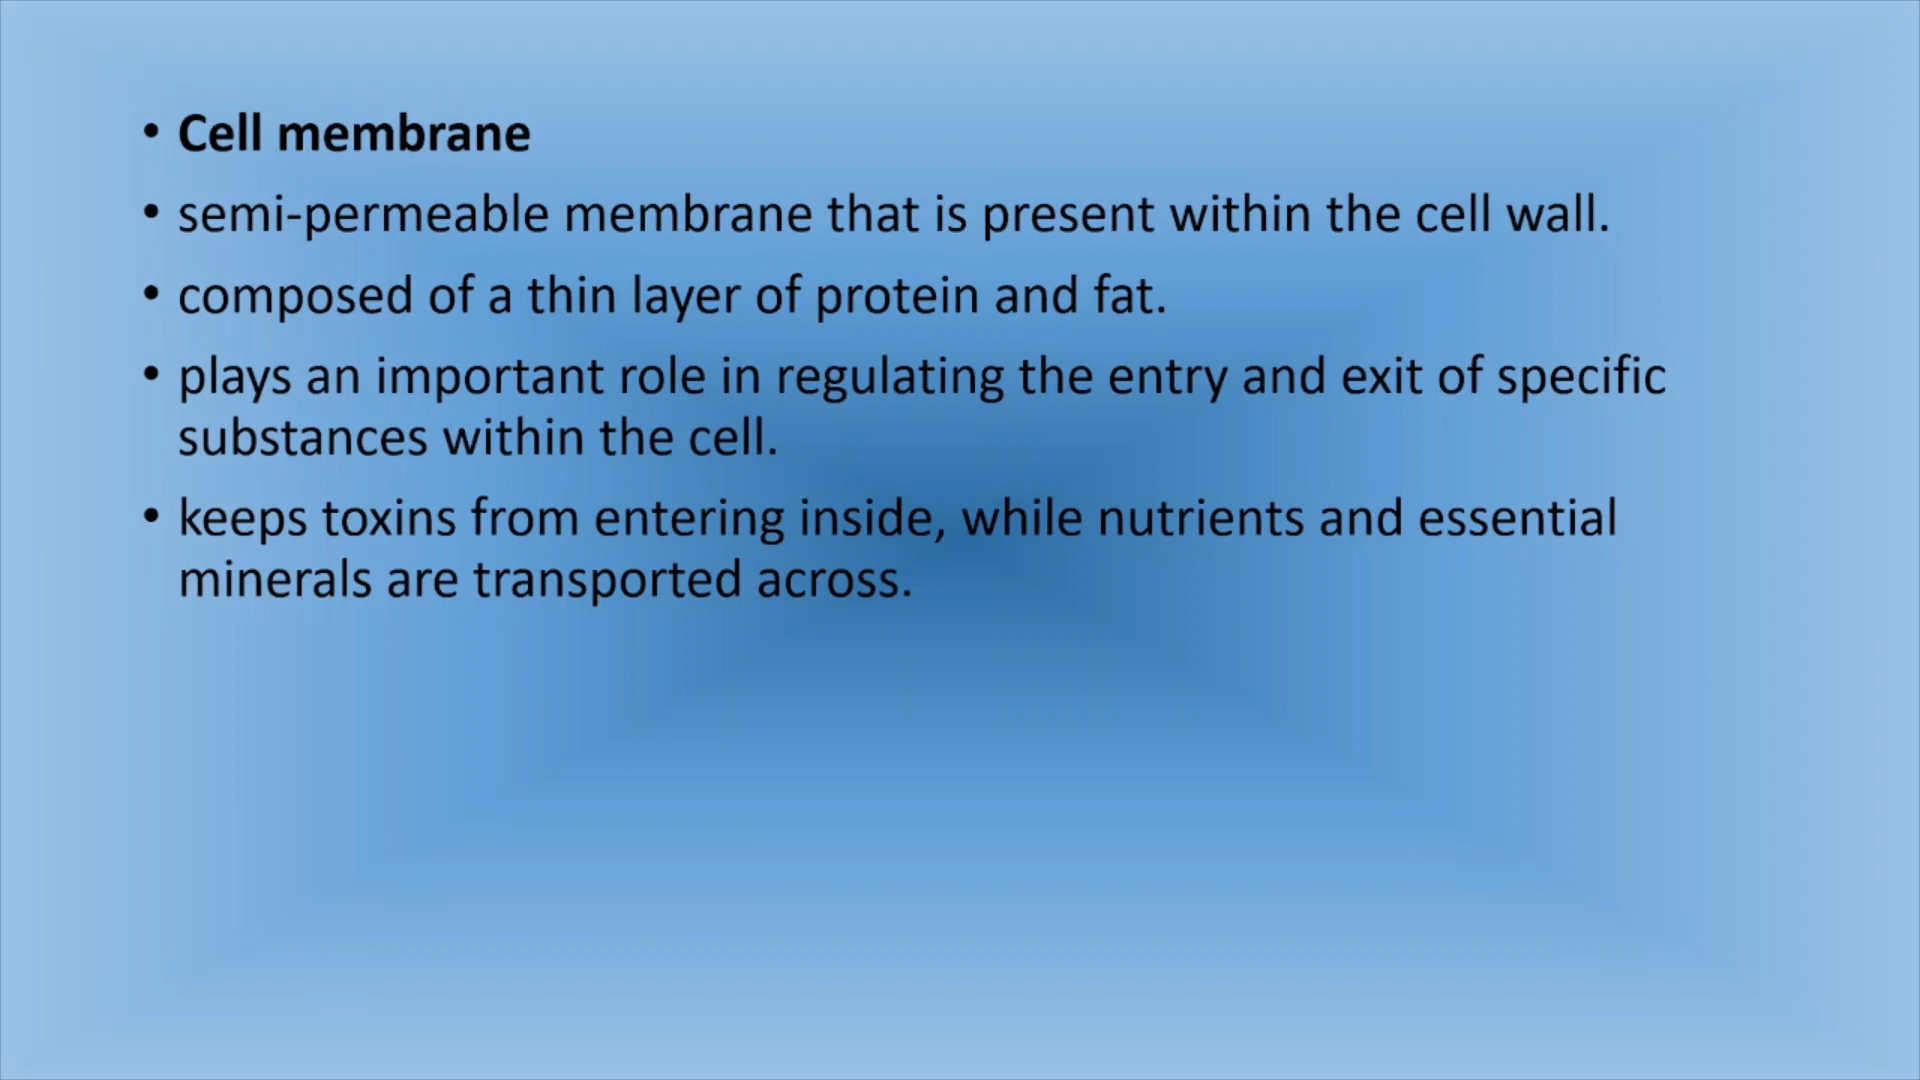 • Cell membrane
• semi-permeable membrane that is present within the cell wall.
• composed of a thin layer of protein and fat.
• plays an important role in regulating the entry and exit of specific
substances within the cell.
• keeps toxins from entering inside, while nutrients and essential
minerals are transported across.